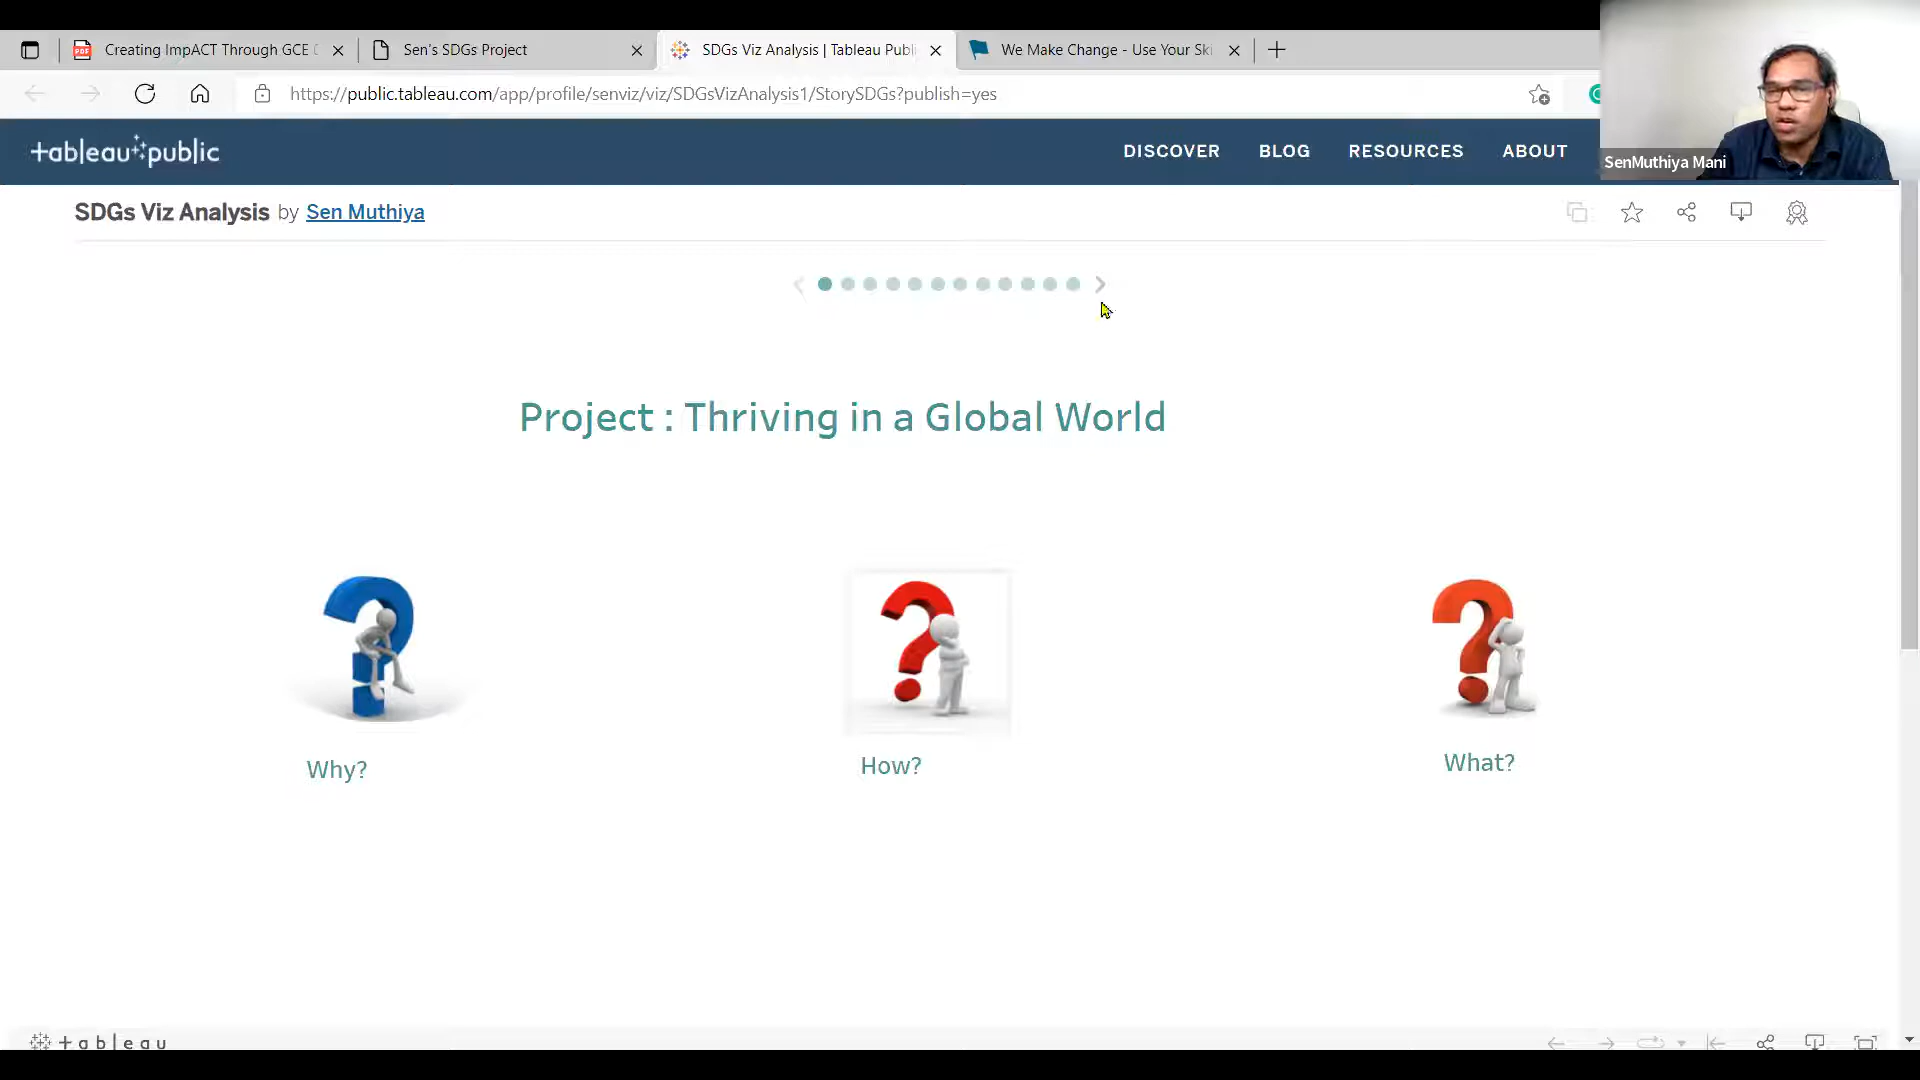 Creating ImpACT Through GCE
Sen's SDGs Project
SDGs Viz Analysis | Tableau Publi
We Make Change - Use Your Ski
https://public.tableau.com/app/profile/senviz/viz/SDGsVizAnalysis1/StorySDGs?publish=yes
SenMuthiya Mani
tableau public
DISCOVER BLOG RESOURCES ABOUT
SDGs Viz Analysis by Sen Muthiya
Project : Thriving in a Global World
Why?
How?
What?
tableau